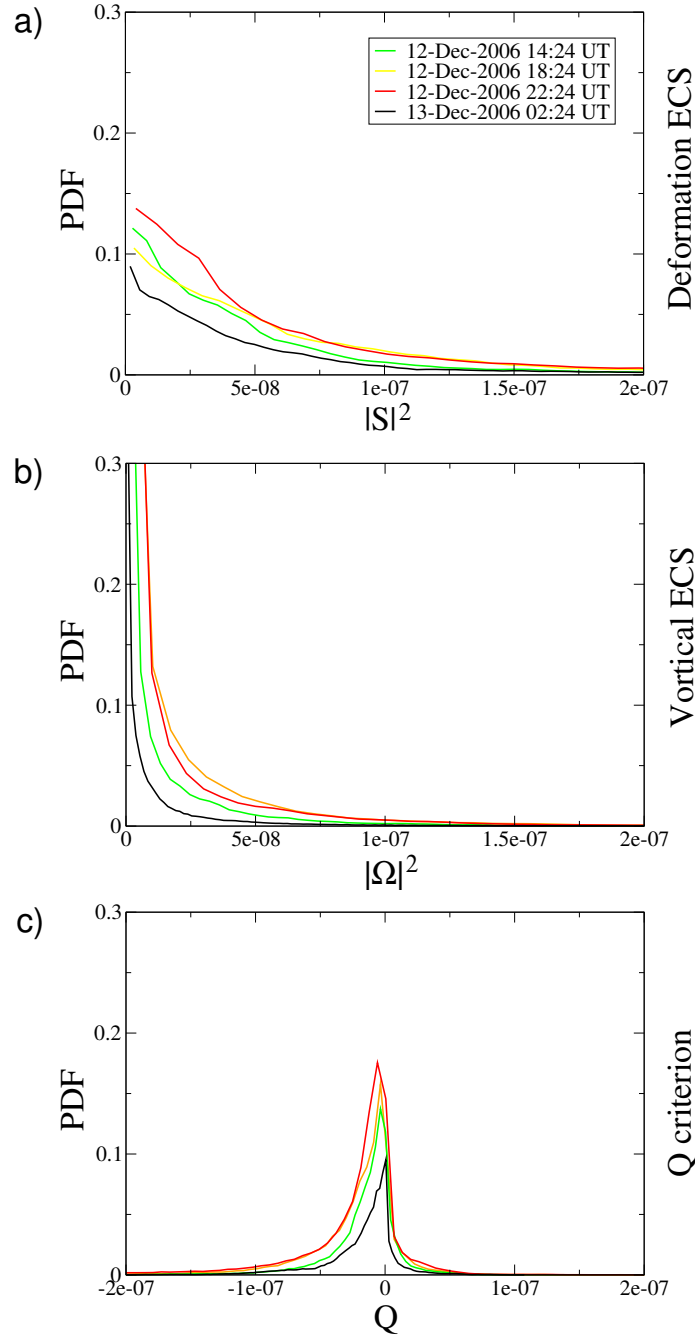 a)
0.3
12-Dec-2006 14:24 UT
12-Dec-2006 18:24 UT
12-Dec-2006 22:24 UT
13-Dec-2006 02:24 UT
0.2
PDF
0.1
0
0 5e-08 1e-07 1.5e-07 2e-07
|S|²
Deformation ECS
b)
0.3
0.2
PDF
0.1
0
0 5e-08 1e-07 1.5e-07 2e-07
|Ω|²
Vortical ECS
c)
0.3
0.2
PDF
0.1
0
-2e-07 -1e-07 0 1e-07 2e-07
Q
Q criterion